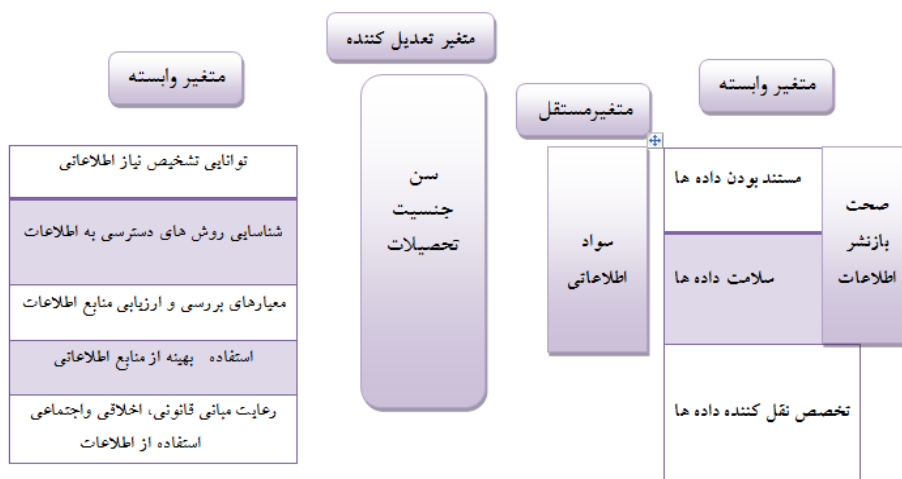 متغیر تعدیل کننده
متغیر وابسته
متغیرمستقل
متغیر وابسته
صحت
بازنشر
اطلاعات
مستند بودن داده ها
سلامت داده ها
تخصص نقل کننده داده ها
سواد
اطلاعاتی
سن
جنسیت
تحصیلات
توانایی تشخیص نیاز اطلاعاتی
شناسایی روش های دسترسی به اطلاعات
معیارهای بررسی و ارزیابی منابع اطلاعات
استفاده بهینه از منابع اطلاعاتی
رعایت مبانی قانونی، اخلاقی واجتماعی
استفاده از اطلاعات